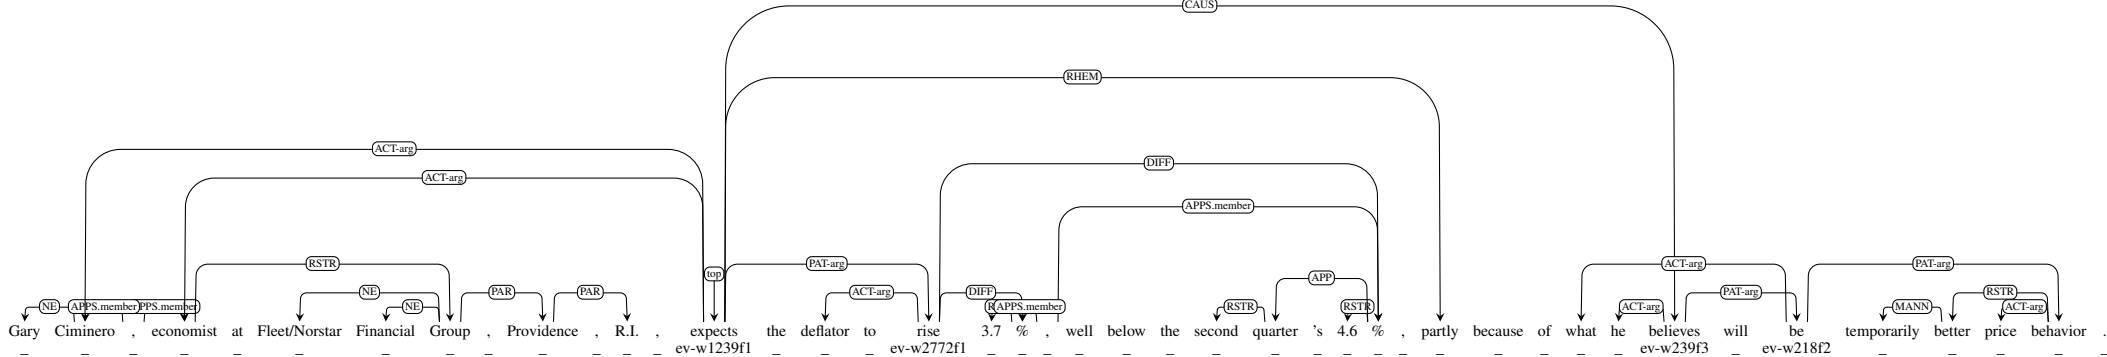 CAUS
RHEM
ACT-arg DIFF
ACT-arg
APPS.member
top
RSTR PAT-arg ACT-arg PAT-arg
APP
NE PAR PAR ACT-arg DIFF PAT-arg RSTR
NE APPS.member PPS.member NE R APPS.member RSTR RSTR ACT-arg MANN ACT-arg
Gary Ciminero , economist at Fleet/Norstar Financial Group , Providence , R.I. , expects the deflator to rise 3.7 % , well below the second quarter 's 4.6 % , partly because of what he believes will be temporarily better price behavior .
_ _ _ _ _ _ _ _ _ _ _ _ _ ev-w1239f1 _ _ _ ev-w2772f1 _ _ _ _ _ _ _ _ _ _ _ _ _ _ _ _ _ ev-w239f3 _ ev-w218f2 _ _ _ _ _